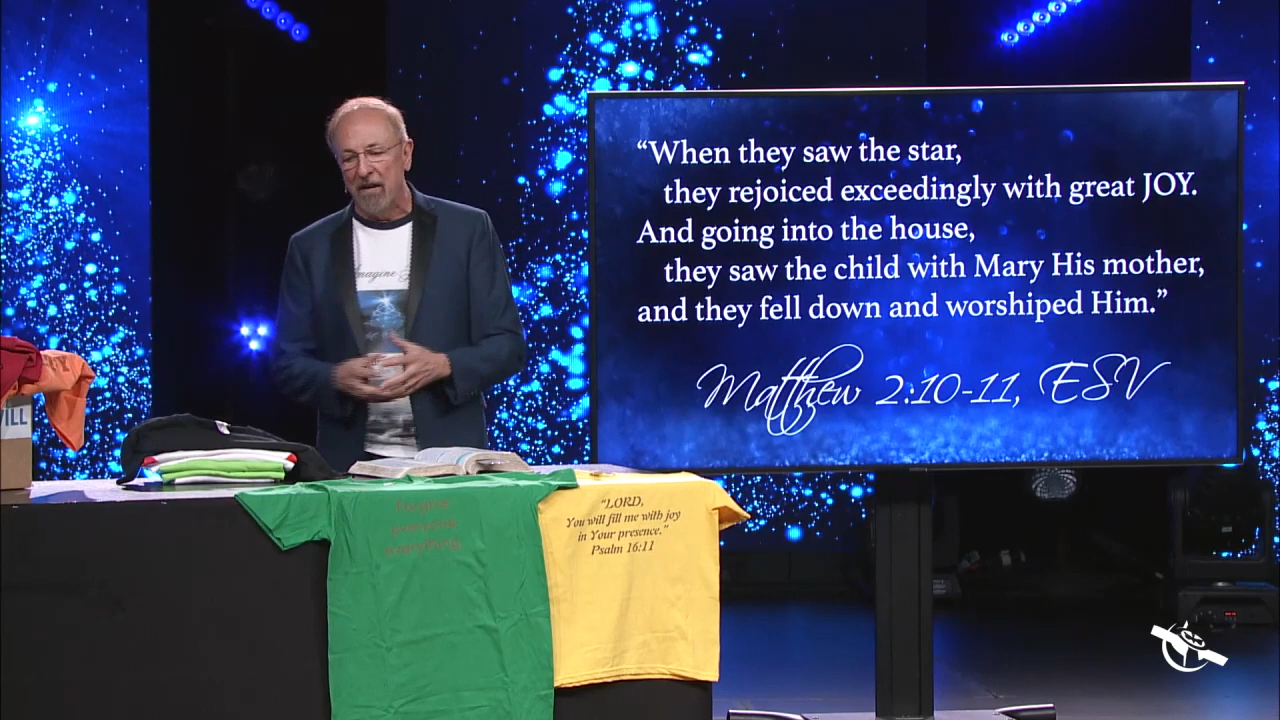 “When they saw the star,
they rejoiced exceedingly with great JOY.
And going into the house,
they saw the child with Mary His mother,
and they fell down and worshiped Him.”
Matthew 2:10-11, ESV
“LORD,
You will fill me with joy
in Your presence.”
Psalm 16:11
everyone
everything